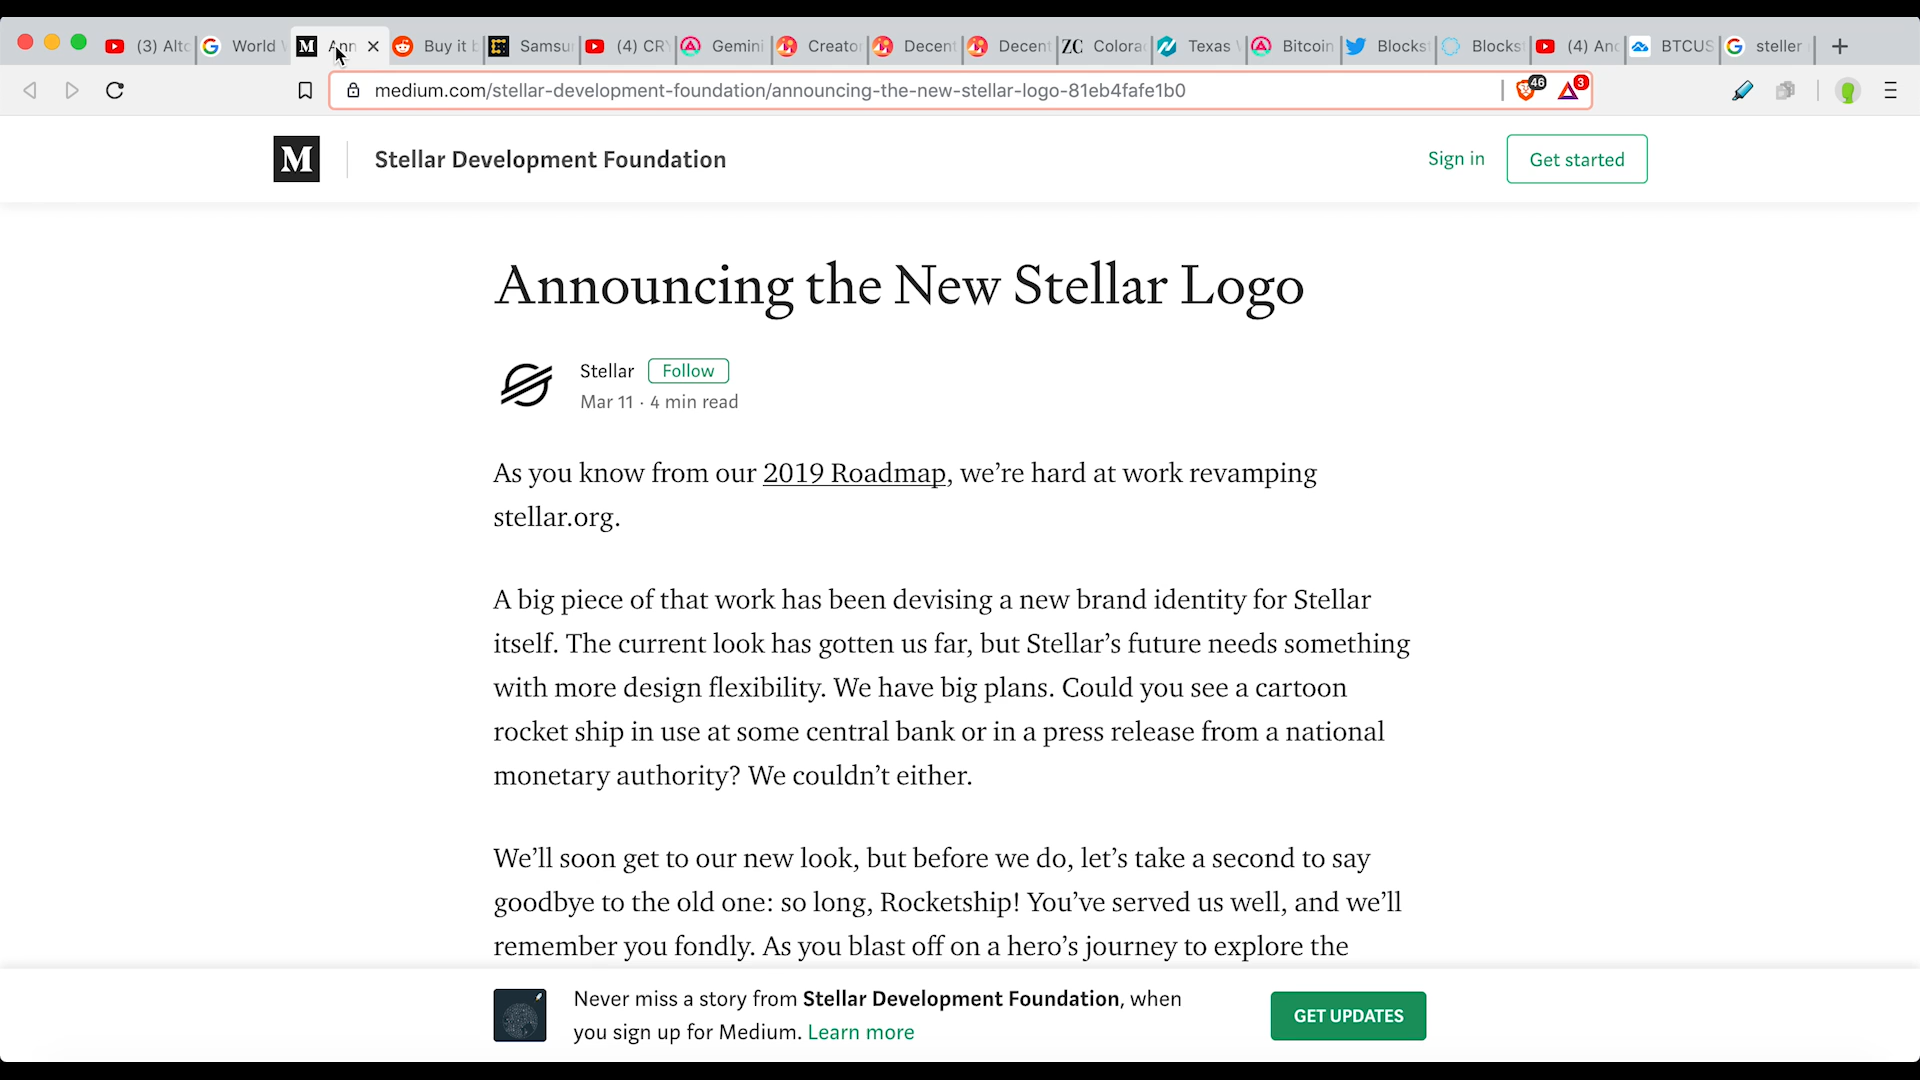 (3) Altc
World
Ann
Buy it b
Samsu
(4) CR
Gemini
Creator
Decent
Decent
ZC Colorad
Texas
Bitcoin
Blocks
Blocks
(4) Anc
BTCUS
steller
medium.com/stellar-development-foundation/announcing-the-new-stellar-logo-81eb4fafe1b0
46
3
M
Stellar Development Foundation
Sign in
Get started
Announcing the New Stellar Logo
Stellar
Follow
Mar 11 · 4 min read
As you know from our 2019 Roadmap, we’re hard at work revamping
stellar.org.
A big piece of that work has been devising a new brand identity for Stellar
itself. The current look has gotten us far, but Stellar’s future needs something
with more design flexibility. We have big plans. Could you see a cartoon
rocket ship in use at some central bank or in a press release from a national
monetary authority? We couldn’t either.
We’ll soon get to our new look, but before we do, let’s take a second to say
goodbye to the old one: so long, Rocketship! You’ve served us well, and we’ll
remember you fondly. As you blast off on a hero’s journey to explore the
Never miss a story from Stellar Development Foundation, when
you sign up for Medium. Learn more
GET UPDATES